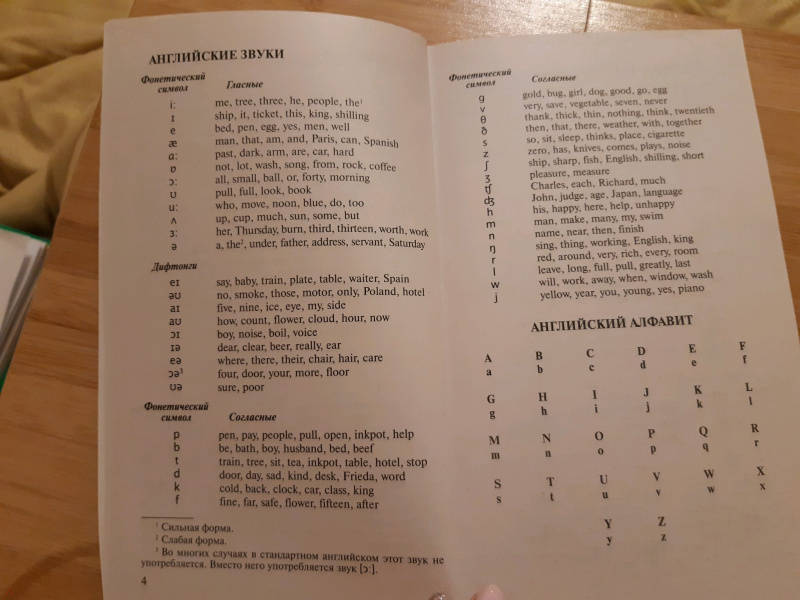 АНГЛИЙСКИЕ ЗВУКИ
Фонетический символ Гласные
iː me, tree, three, he, people, the¹
ɪ ship, it, ticket, this, king, shilling
e bed, pen, egg, yes, men, well
æ man, that, am, and, Paris, can, Spanish
ɑː past, dark, arm, are, car, hard
ɒ not, lot, wash, song, from, rock, coffee
ɔː all, small, ball, or, forty, morning
ʊ pull, full, look, book
uː who, move, noon, blue, do, too
ʌ up, cup, much, sun, some, but
ɜː her, Thursday, burn, third, thirteen, worth, work
ə a, the², under, father, address, servant, Saturday
Дифтонги
eɪ say, baby, train, plate, table, waiter, Spain
əʊ no, smoke, those, motor, only, Poland, hotel
aɪ five, nine, ice, eye, my, side
aʊ how, count, flower, cloud, hour, now
ɔɪ boy, noise, boil, voice
ɪə dear, clear, beer, really, ear
eə where, there, their, chair, hair, care
ɔə³ four, door, your, more, floor
ʊə sure, poor
Фонетический символ Согласные
p pen, pay, people, pull, open, inkpot, help
b be, bath, boy, husband, bed, beef
t train, tree, sit, tea, inkpot, table, hotel, stop
d door, day, sad, kind, desk, Frieda, word
k cold, back, clock, car, class, king
f fine, far, safe, flower, fifteen, after
¹ Сильная форма.
² Слабая форма.
³ Во многих случаях в стандартном английском этот звук не
употребляется. Вместо него употребляется звук [ɔː].
4
Фонетический символ Согласные
g gold, bug, girl, dog, good, go, egg
v very, save, vegetable, seven, never
θ thank, thick, thin, nothing, think, twentieth
ð then, that, there, weather, with, together
s so, sit, sleep, thinks, place, cigarette
z zero, has, knives, comes, plays, noise
ʃ ship, sharp, fish, English, shilling, short
ʒ pleasure, measure
ʧ Charles, each, Richard, much
ʤ John, judge, age, Japan, language
h his, happy, here, help, unhappy
m man, make, many, my, swim
n name, near, then, finish
ŋ sing, thing, working, English, king
r red, around, very, rich, every, room
l leave, long, full, pull, greatly, last
w will, work, away, when, window, wash
j yellow, year, you, young, yes, piano
АНГЛИЙСКИЙ АЛФАВИТ
A B C D E F
a b c d e f
G H I J K L
g h i j k l
M N O P Q R
m n o p q r
S T U V W X
s t u v w x
Y Z
y z